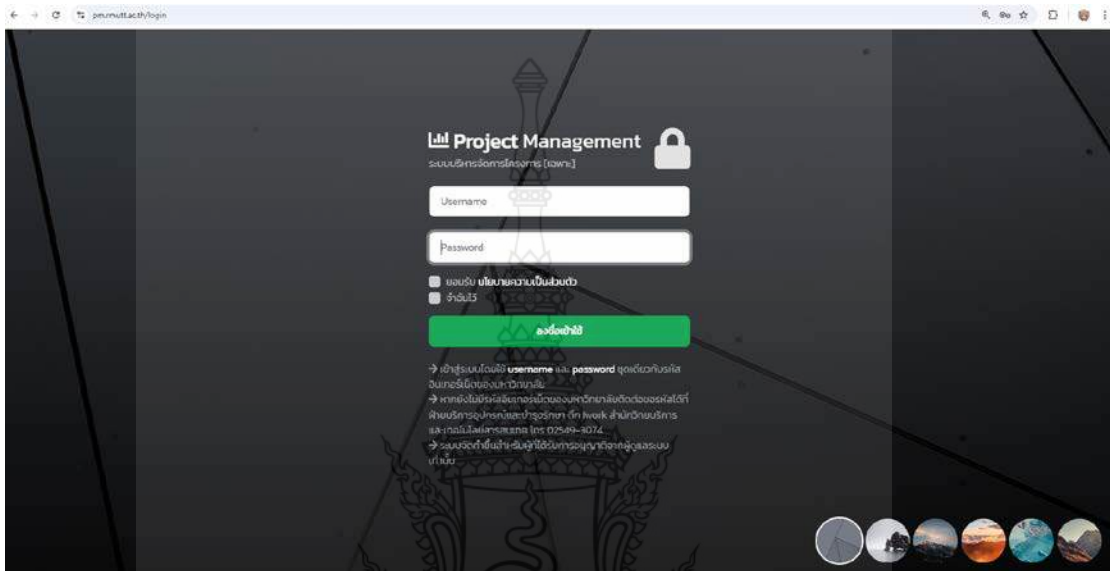 pm.rmutt.ac.th/login
Project Management
ระบบบริหารจัดการโครงการ [เฉพาะ]
Username
Password
ยอมรับ นโยบายความเป็นส่วนตัว
จำฉันไว้
ลงชื่อเข้าใช้
→ เข้าสู่ระบบโดยใช้ username และ password ชุดเดียวกับรหัส
อินเทอร์เน็ตของมหาวิทยาลัย
→ หากยังไม่มีรหัสอินเทอร์เน็ตของมหาวิทยาลัยติดต่อขอรหัสได้ที่
ฝ่ายบริการอุปกรณ์และบำรุงรักษา ตึก iwork สำนักวิทยบริการ
และเทคโนโลยีสารสนเทศ โทร 02549-3074
→ ระบบจัดทำขึ้นสำหรับผู้ที่ได้รับการอนุญาติจากผู้ดูแลระบบ
เท่านั้น